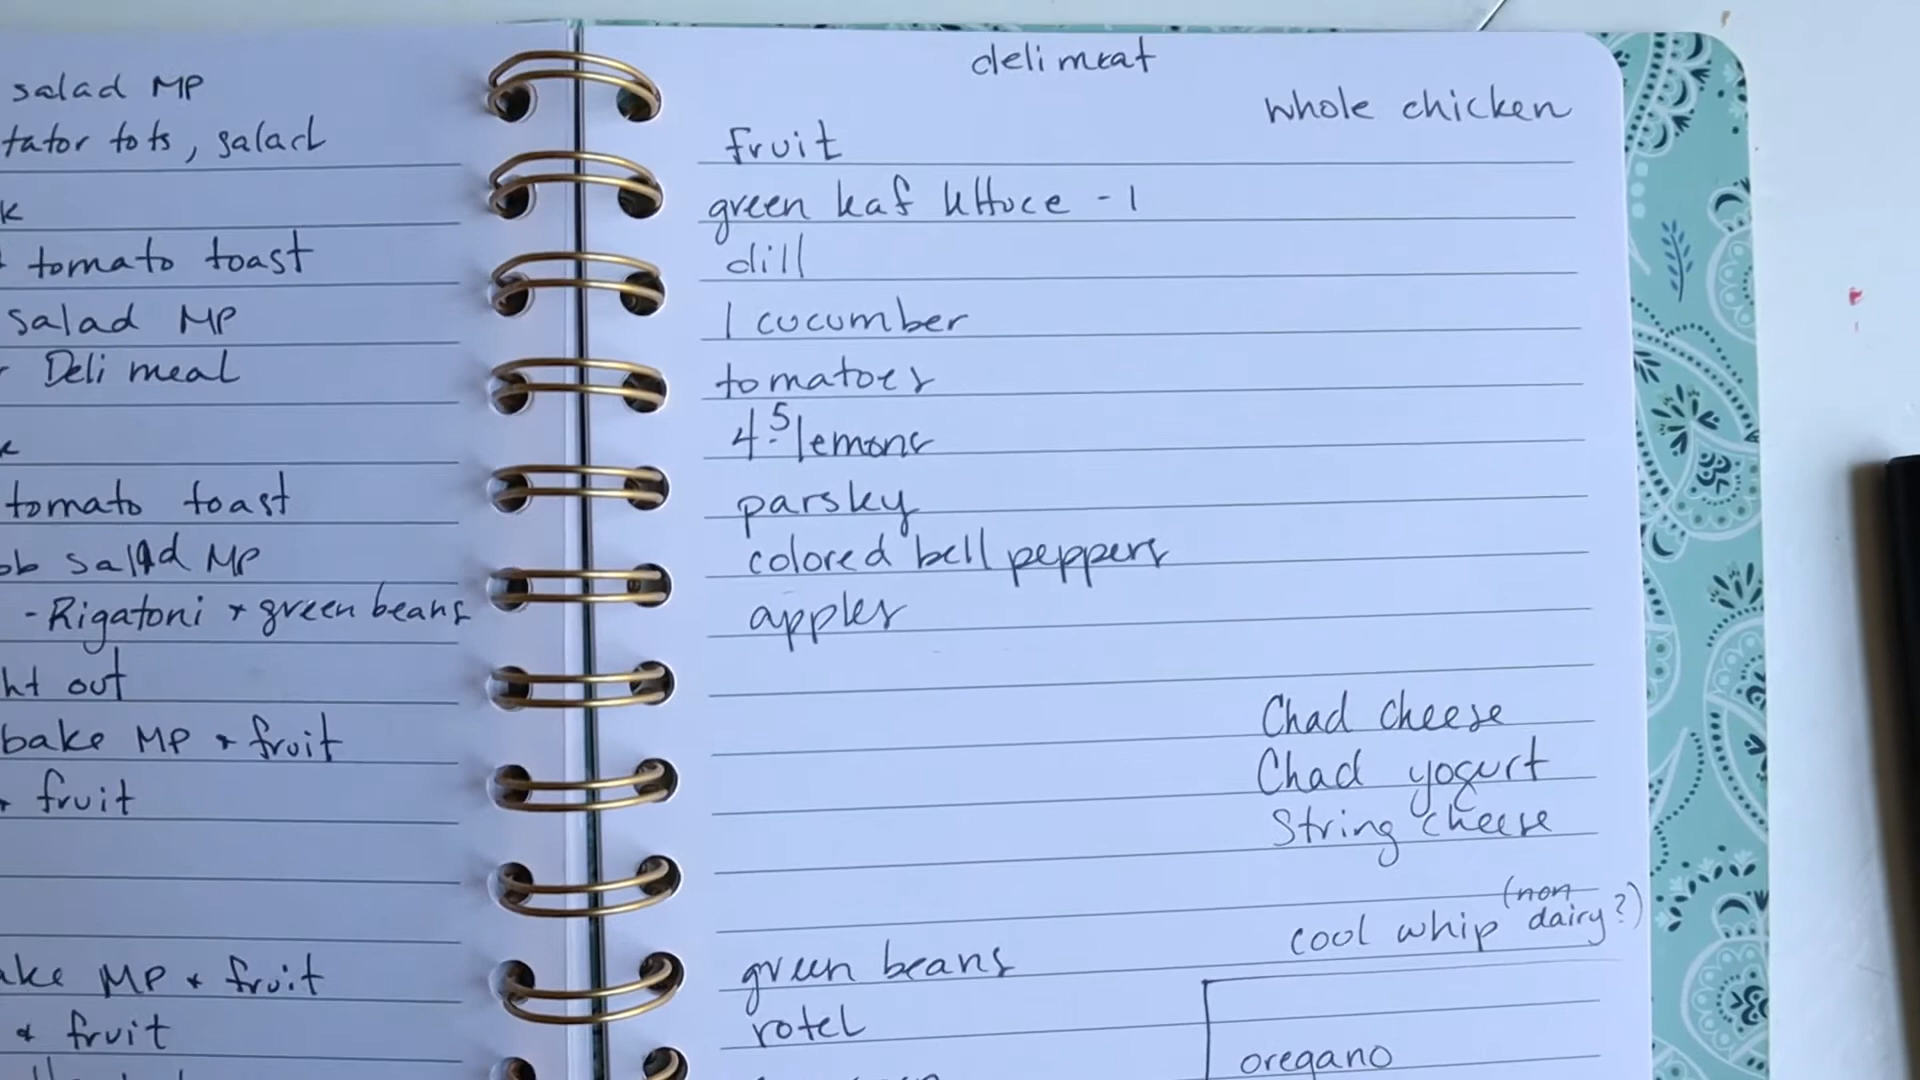 salad MP
tator tots, salad
tomato toast
salad MP
Deli meal
tomato toast
salad MP
- Rigatoni + green beans
out
bake MP + fruit
+ fruit
MP + fruit
& fruit
deli meat
whole chicken
fruit
green leaf lettuce - 1
dill
1 cucumber
tomatoes
4-5 lemons
parsley
colored bell peppers
apples
Chad cheese
Chad yogurt
String cheese
cool whip (non dairy?)
green beans
rotel
oregano